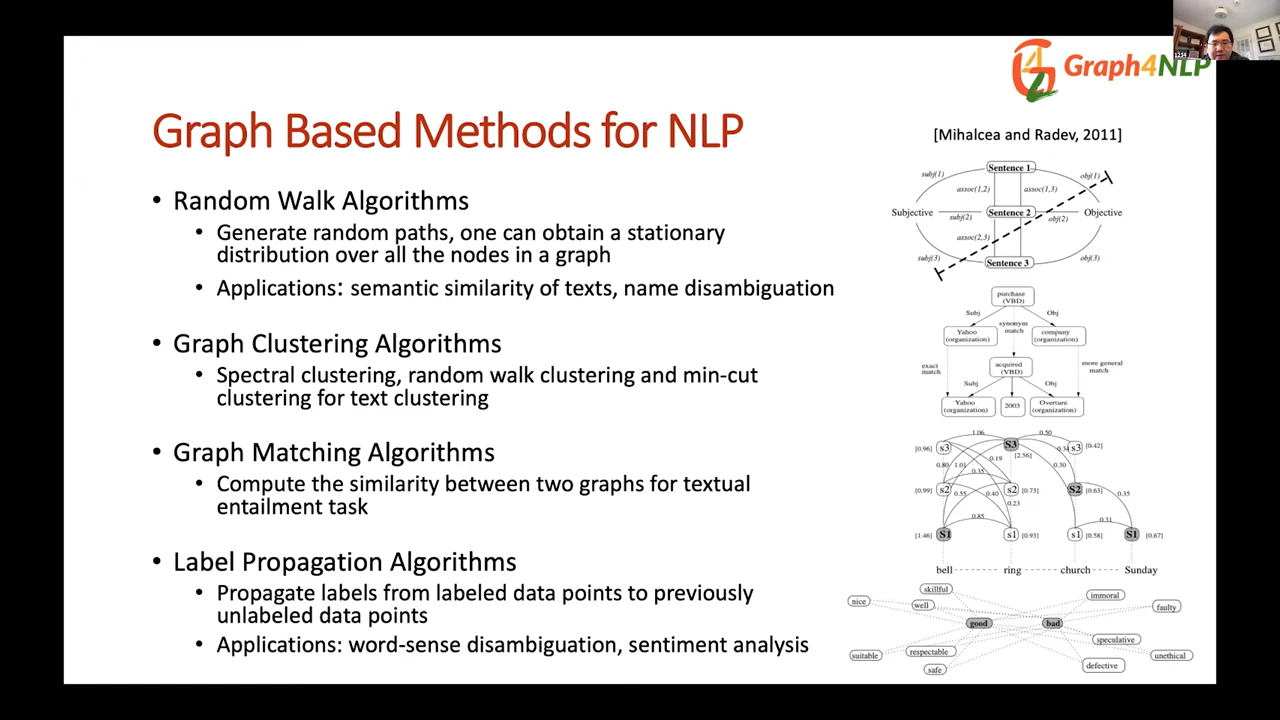 Graph4NLP
Graph Based Methods for NLP
[Mihalcea and Radev, 2011]
• Random Walk Algorithms
• Generate random paths, one can obtain a stationary
distribution over all the nodes in a graph
• Applications: semantic similarity of texts, name disambiguation
• Graph Clustering Algorithms
• Spectral clustering, random walk clustering and min-cut
clustering for text clustering
• Graph Matching Algorithms
• Compute the similarity between two graphs for textual
entailment task
• Label Propagation Algorithms
• Propagate labels from labeled data points to previously
unlabeled data points
• Applications: word-sense disambiguation, sentiment analysis
Sentence 1
subj(1) obj(1)
assoc(1,2) assoc(1,3)
Subjective Sentence 2 Objective
subj(2) obj(2)
assoc(2,3)
subj(3) obj(3)
Sentence 3
purchase
(VBD)
Subj Obj
synonym
match
Yahoo
(organization)
company
(organization)
exact
match
acquired
(VBD)
more general
match
Subj Obj
Yahoo
(organization)
2003
Overture
(organization)
1.06 0.50
[0.96] s3 S3 s3 [0.42]
0.19 0.34
[2.56]
0.80 1.01 0.35 0.30
[0.99] s2 s2 [0.73] S2 [0.63]
0.55 0.40 0.35
0.23
0.85 0.31
[1.46] S1 s1 [0.93] s1 [0.58] S1 [0.67]
bell ring church Sunday
skillful immoral
nice well faulty
good bad
speculative
suitable respectable unethical
safe defective